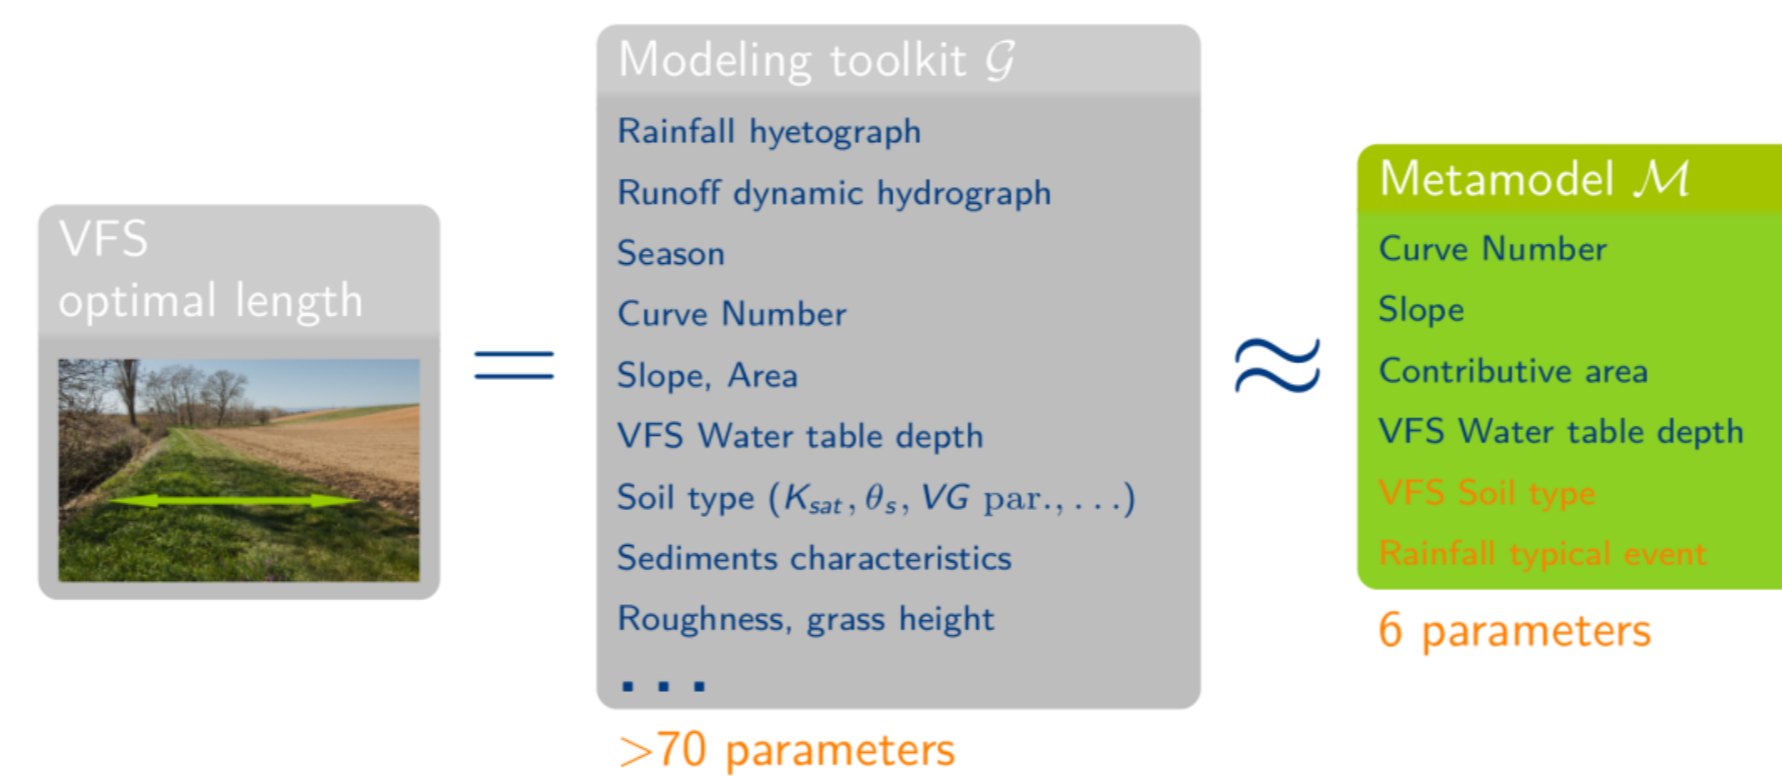 VFS
optimal length
=
Modeling toolkit 𝒢
Rainfall hyetograph
Runoff dynamic hydrograph
Season
Curve Number
Slope, Area
VFS Water table depth
Soil type (K_sat, θ_s, VG par., ...)
Sediments characteristics
Roughness, grass height
...
>70 parameters
≈
Metamodel ℳ
Curve Number
Slope
Contributive area
VFS Water table depth
VFS Soil type
Rainfall typical event
6 parameters